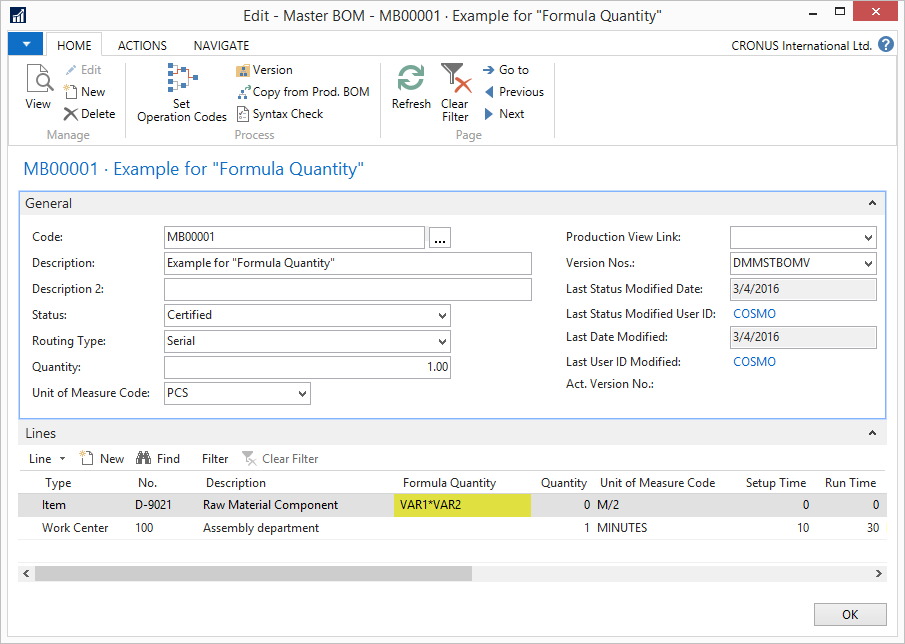 Edit - Master BOM - MB00001 · Example for "Formula Quantity"
HOME ACTIONS NAVIGATE CRONUS International Ltd.
View
Edit
New
Delete
Manage
Set Operation Codes
Version
Copy from Prod. BOM
Syntax Check
Process
Refresh
Clear Filter
Go to
Previous
Next
Page
MB00001 · Example for "Formula Quantity"
General
Code: MB00001 ...
Description: Example for "Formula Quantity"
Description 2:
Status: Certified
Routing Type: Serial
Quantity: 1.00
Unit of Measure Code: PCS
Production View Link:
Version Nos.: DMMSTBOMV
Last Status Modified Date: 3/4/2016
Last Status Modified User ID: COSMO
Last Date Modified: 3/4/2016
Last User ID Modified: COSMO
Act. Version No.:
Lines
Line New Find Filter Clear Filter
Type No. Description Formula Quantity Quantity Unit of Measure Code Setup Time Run Time
Item D-9021 Raw Material Component VAR1*VAR2 0 M/2 0 0
Work Center 100 Assembly department 1 MINUTES 10 30
OK